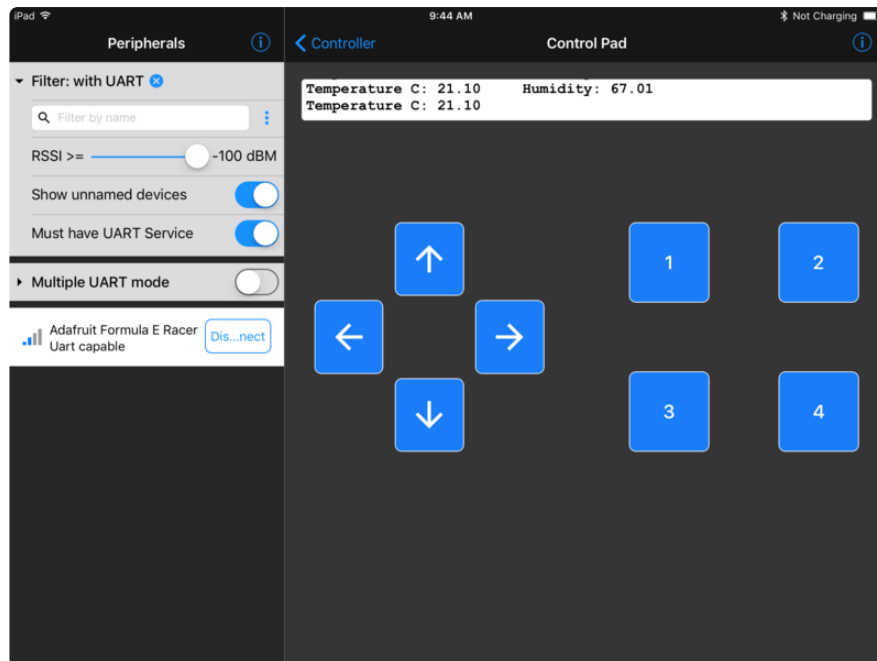 iPad 9:44 AM Not Charging
Peripherals
Filter: with UART
Filter by name
RSSI >= -100 dBM
Show unnamed devices
Must have UART Service
Multiple UART mode
Adafruit Formula E Racer
Uart capable
Dis...nect
Controller Control Pad
Temperature C: 21.10 Humidity: 67.01
Temperature C: 21.10
1 2
3 4